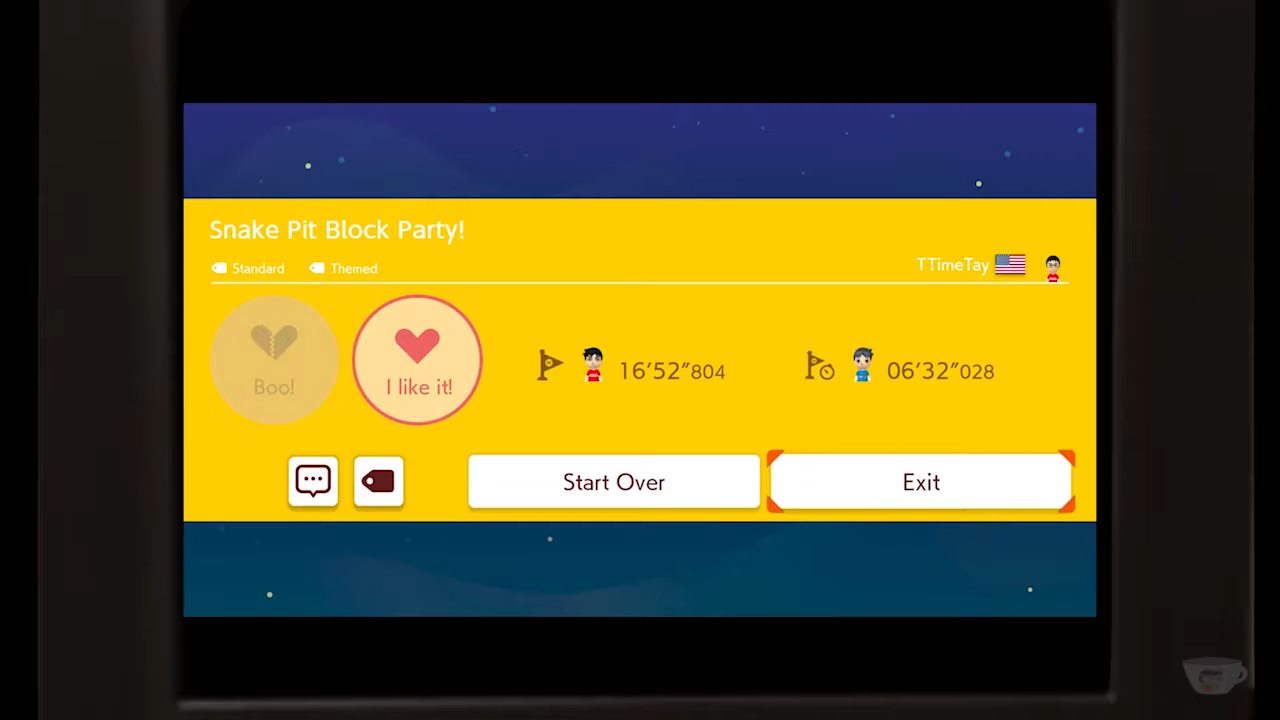 Snake Pit Block Party!
Standard Themed
TTimeTay
Boo!
I like it!
16'52"804
06'32"028
Start Over
Exit